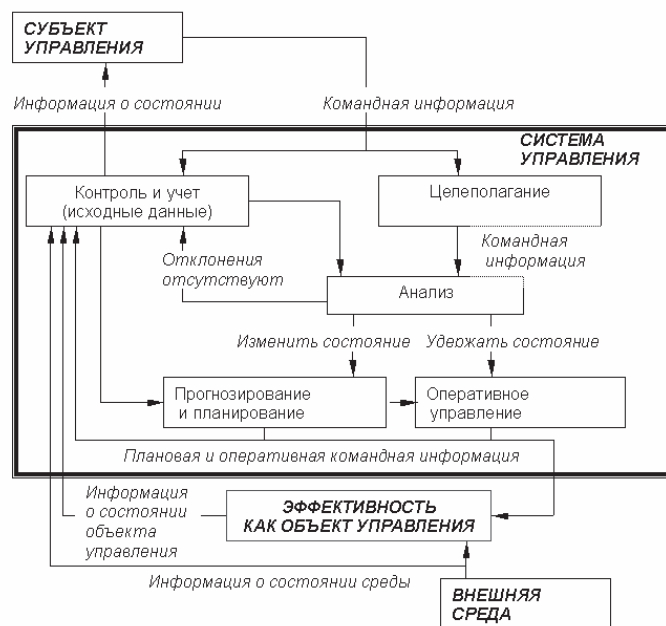 СУБЪЕКТ
УПРАВЛЕНИЯ
Информация о состоянии
Командная информация
СИСТЕМА
УПРАВЛЕНИЯ
Контроль и учет
(исходные данные)
Целеполагание
Отклонения
отсутствуют
Командная
информация
Анализ
Изменить состояние
Удержать состояние
Прогнозирование
и планирование
Оперативное
управление
Плановая и оперативная командная информация
Информация
о состоянии
объекта
управления
ЭФФЕКТИВНОСТЬ
КАК ОБЪЕКТ УПРАВЛЕНИЯ
Информация о состоянии среды
ВНЕШНЯЯ
СРЕДА